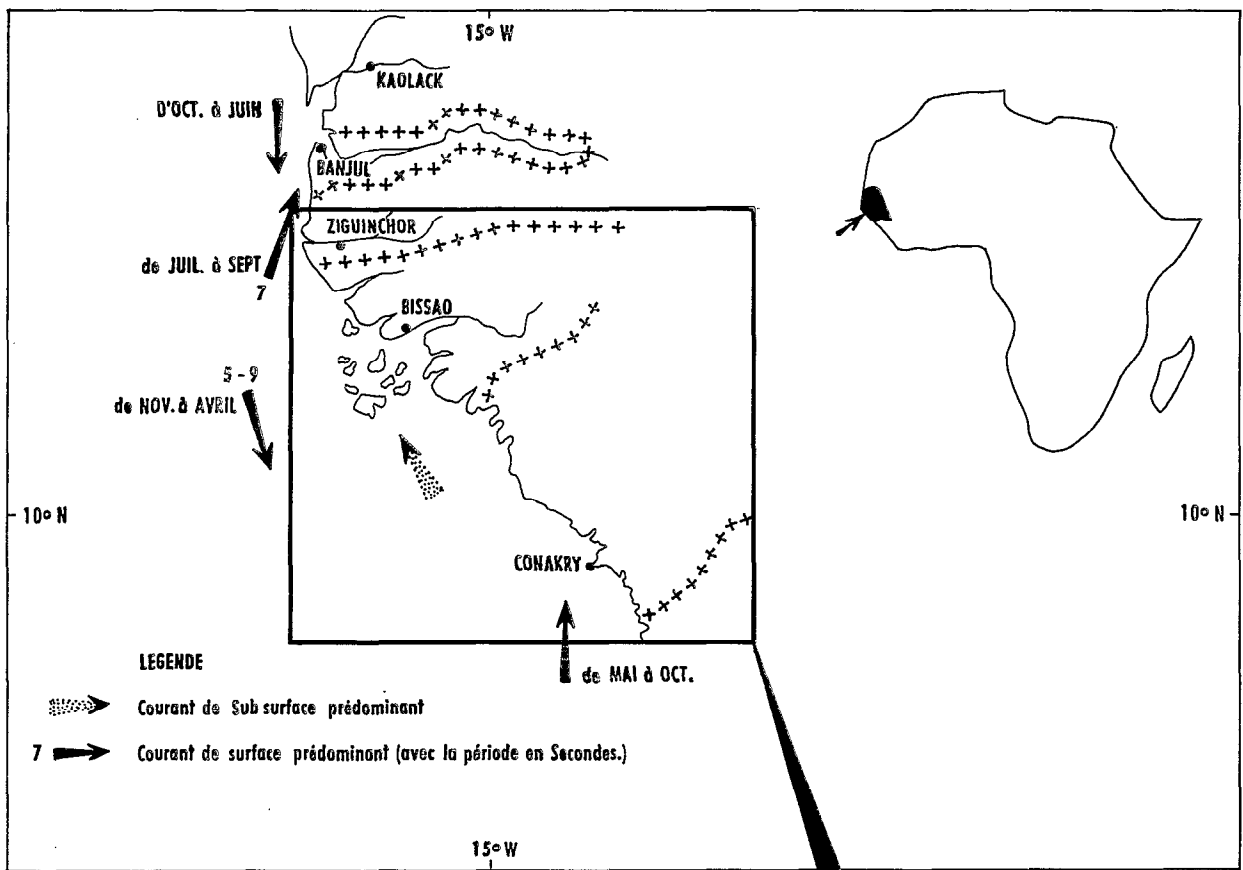 15° W
KAOLACK
D'OCT. à JUIN
BANJUL
ZIGUINCHOR
de JUIL. à SEPT
7
BISSAO
5-9
de NOV. à AVRIL
10° N
10° N
CONAKRY
de MAI à OCT.
LEGENDE
Courant de Sub surface prédominant
7 Courant de surface prédominont (avec la période en Secondes.)
15° W